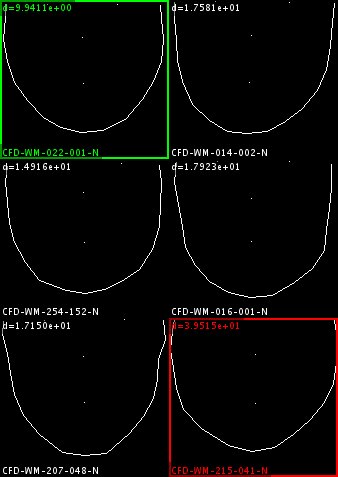 d=9.9411e+00
d=1.7581e+01
CFD-WM-022-001-N
CFD-WM-014-002-N
d=1.4916e+01
d=1.7923e+01
CFD-WM-254-152-N
CFD-WM-016-001-N
d=1.7150e+01
d=3.9515e+01
CFD-WM-207-048-N
CFD-WM-215-041-N